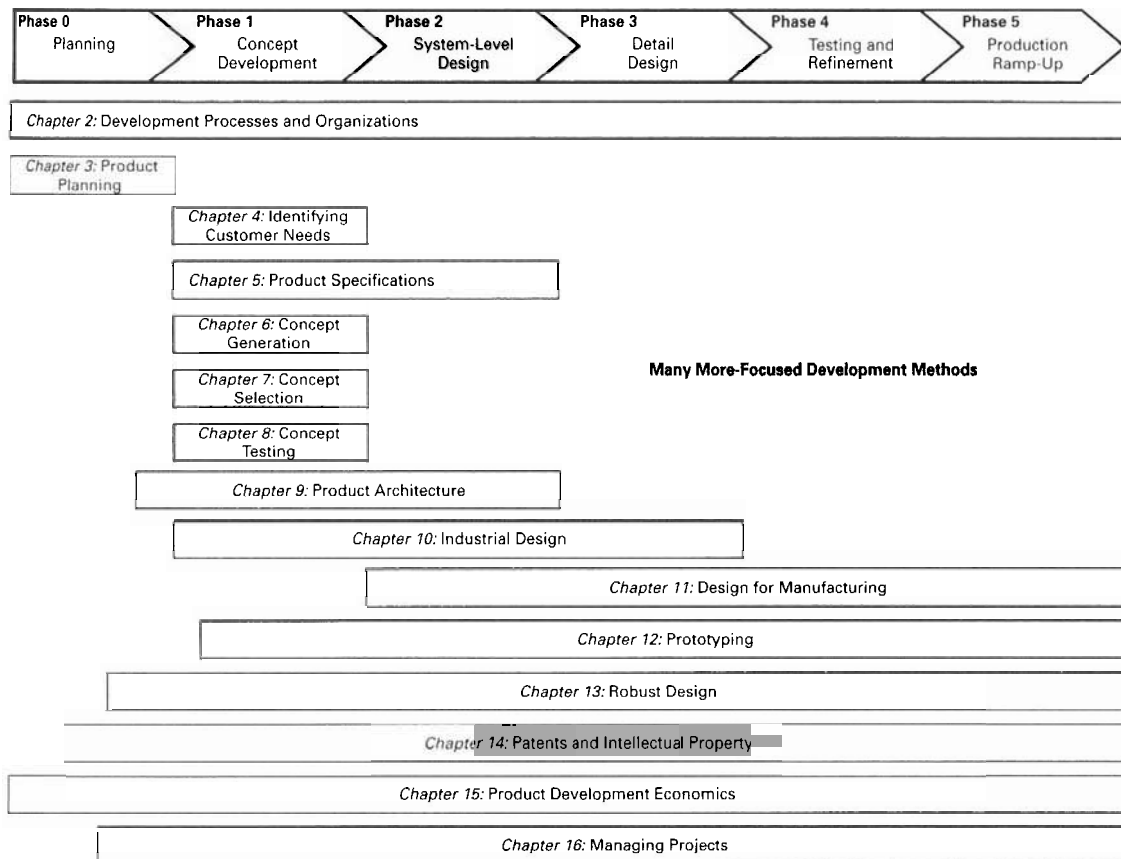 Phase 0 Phase 1 Phase 2 Phase 3 Phase 4 Phase 5
Planning Concept System-Level Detail Testing and Production
Development Design Design Refinement Ramp-Up
Chapter 2: Development Processes and Organizations
Chapter 3: Product
Planning
Chapter 4: Identifying
Customer Needs
Chapter 5: Product Specifications
Chapter 6: Concept
Generation
Many More-Focused Development Methods
Chapter 7: Concept
Selection
Chapter 8: Concept
Testing
Chapter 9: Product Architecture
Chapter 10: Industrial Design
Chapter 11: Design for Manufacturing
Chapter 12: Prototyping
Chapter 13: Robust Design
Chapter 14: Patents and Intellectual Property
Chapter 15: Product Development Economics
Chapter 16: Managing Projects